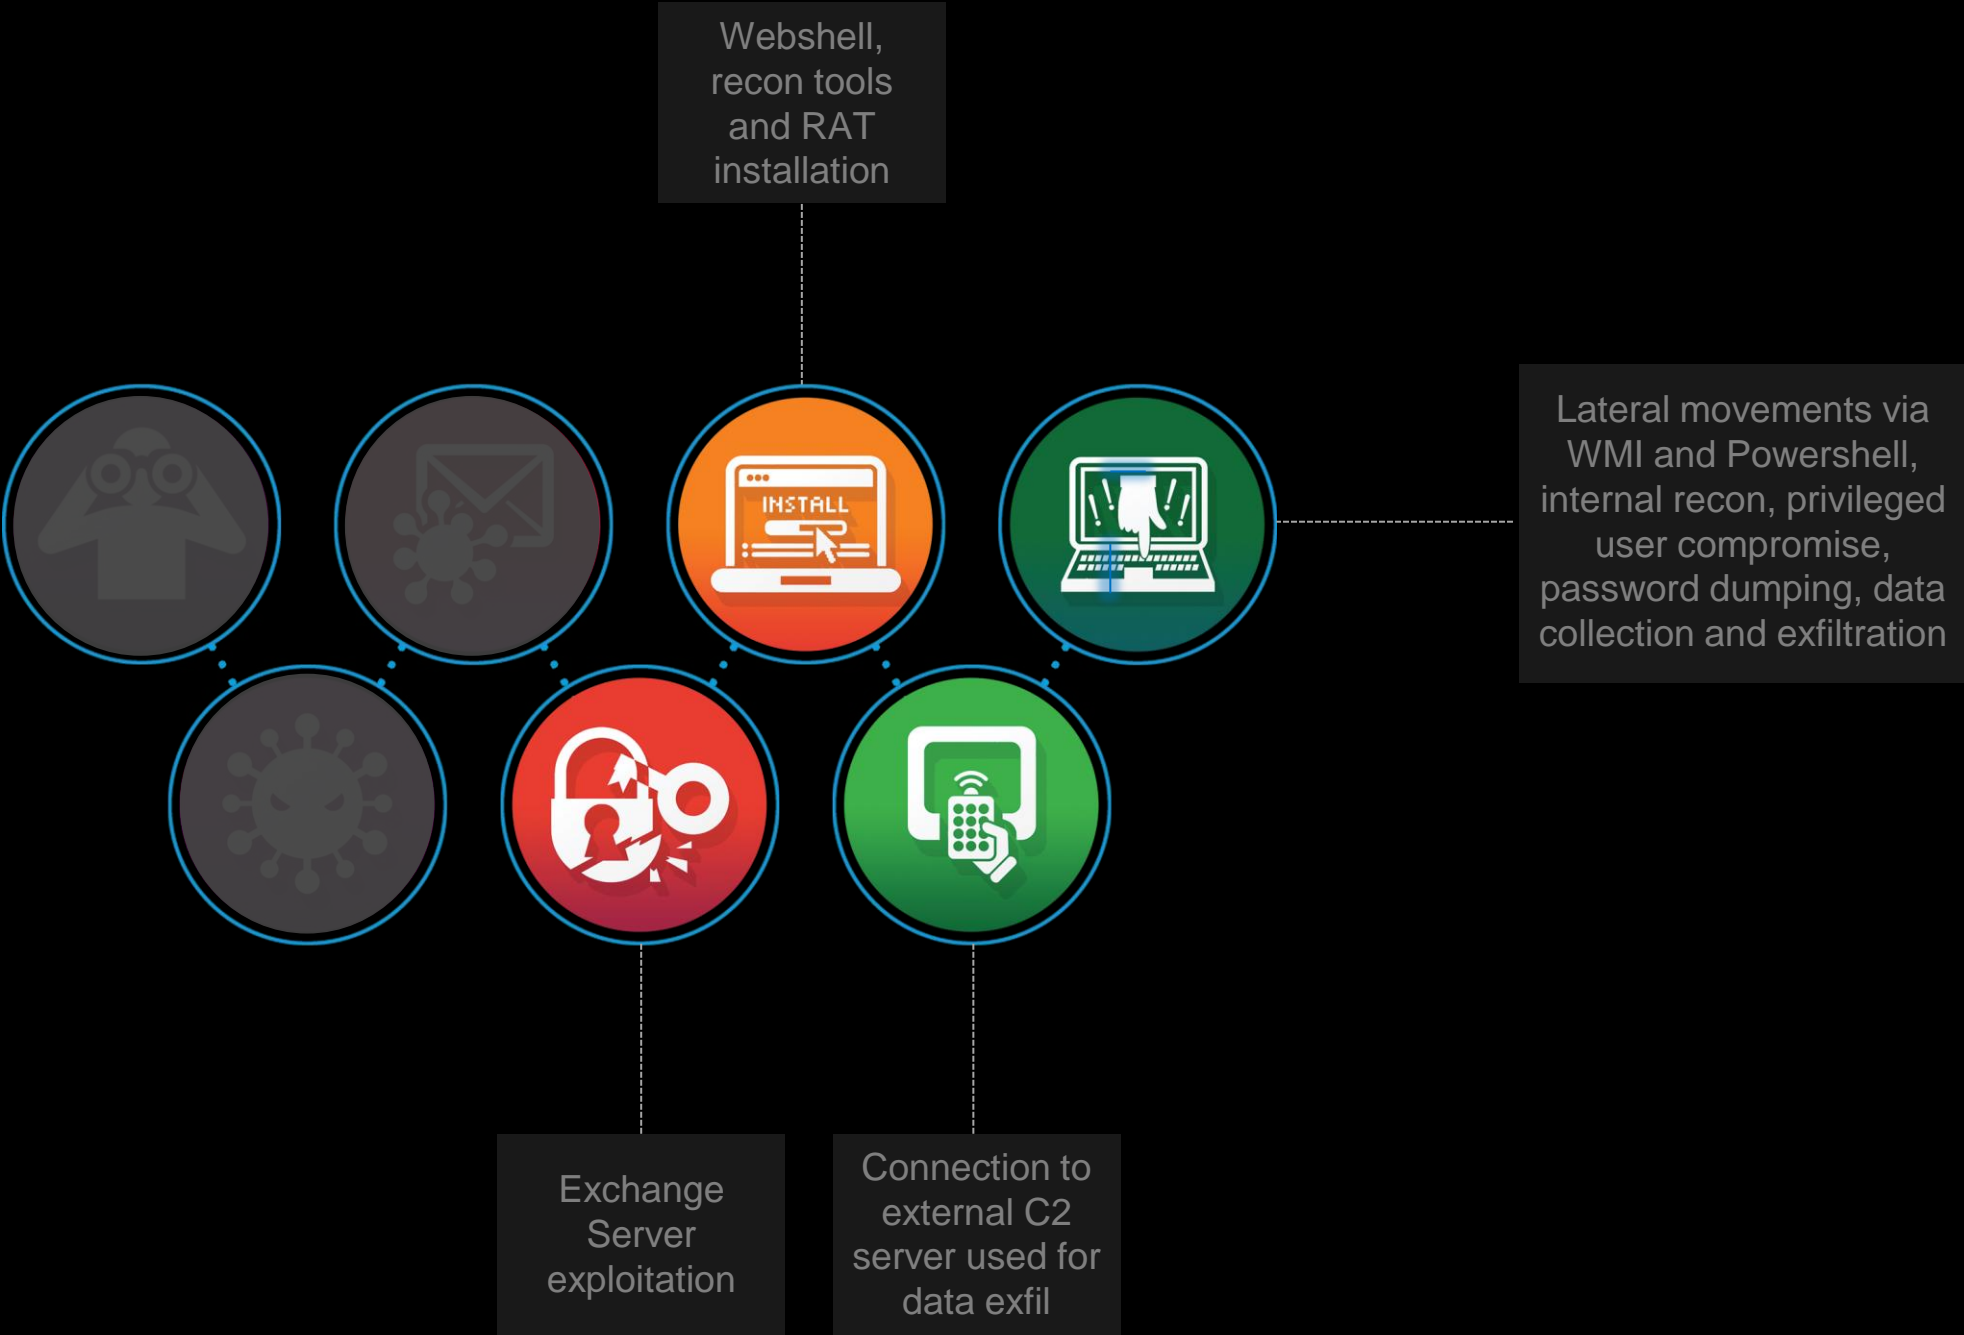 Webshell,
recon tools
and RAT
installation
INSTALL
Lateral movements via
WMI and Powershell,
internal recon, privileged
user compromise,
password dumping, data
collection and exfiltration
Exchange
Server
exploitation
Connection to
external C2
server used for
data exfil